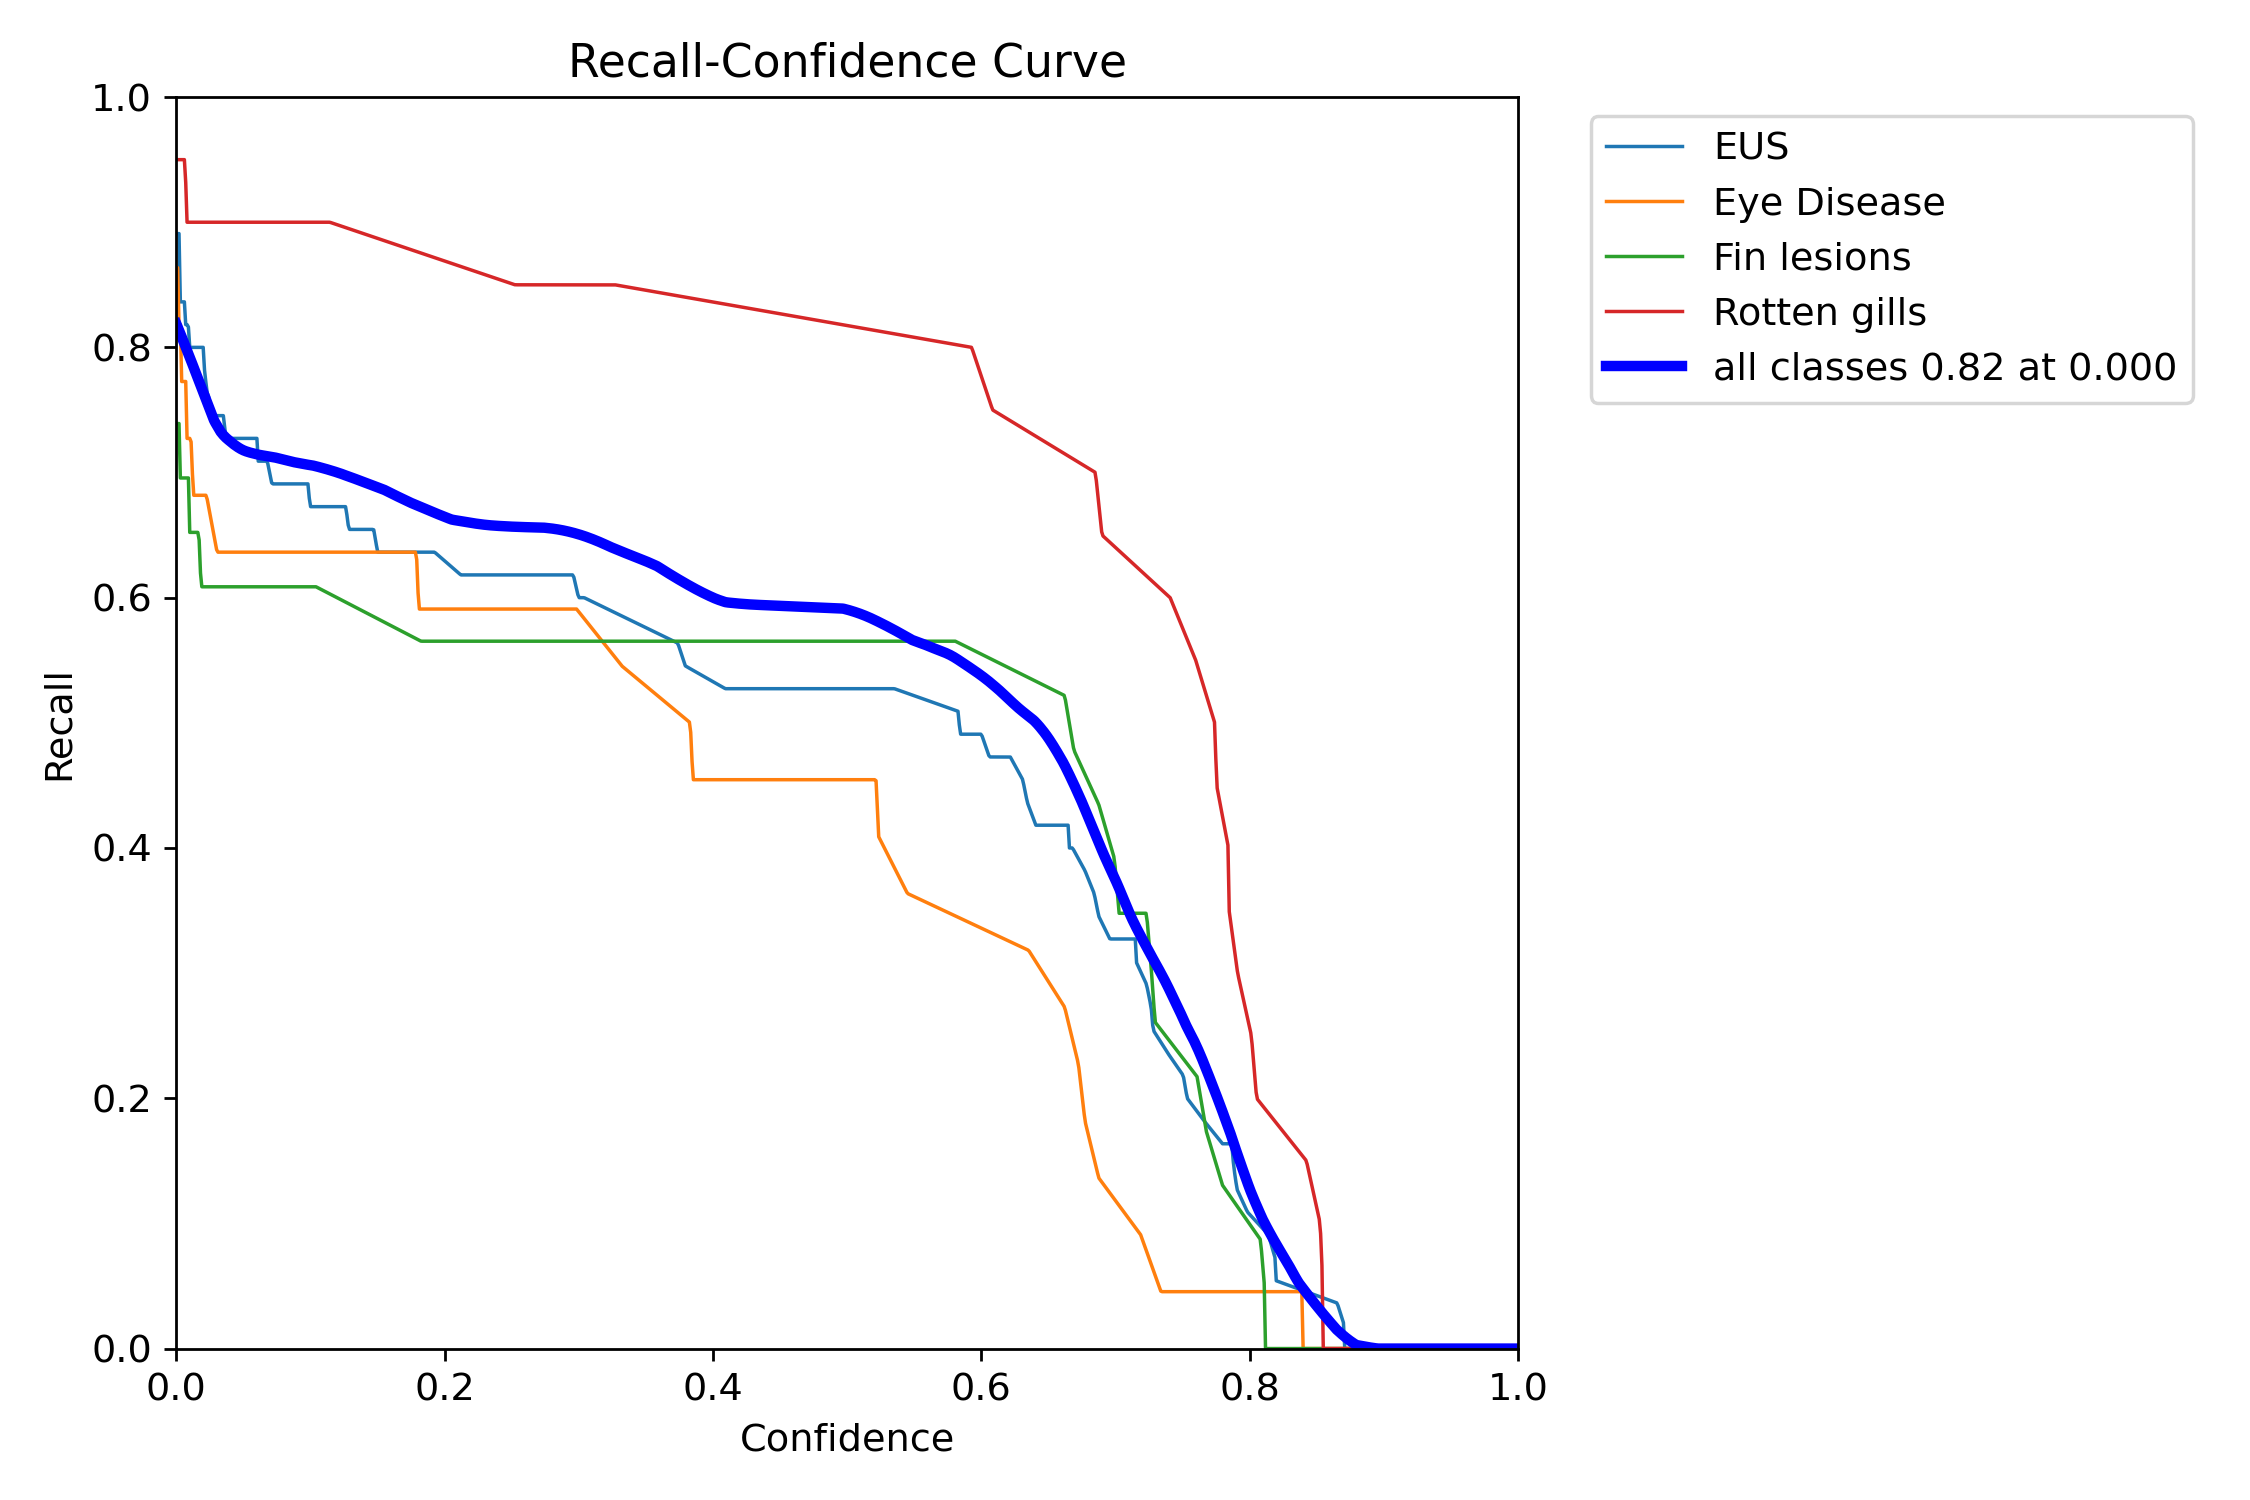 Recall-Confidence Curve
1.0
0.8
0.6
0.4
0.2
0.0
Recall
0.0 0.2 0.4 0.6 0.8 1.0
Confidence
EUS
Eye Disease
Fin lesions
Rotten gills
all classes 0.82 at 0.000